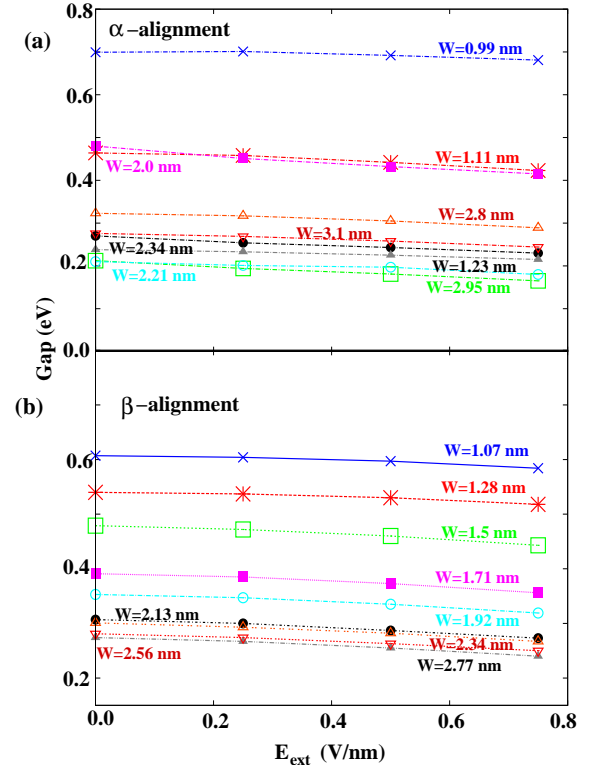 (a)
α-alignment
0.8
0.6
0.4
0.2
0.0
W=0.99 nm
W=2.0 nm
W=1.11 nm
W=2.8 nm
W=3.1 nm
W=2.34 nm
W=1.23 nm
W=2.21 nm
W=2.95 nm
Gap (eV)
(b)
β-alignment
0.6
0.4
0.2
W=1.07 nm
W=1.28 nm
W=1.5 nm
W=1.71 nm
W=1.92 nm
W=2.13 nm
W=2.34 nm
W=2.56 nm
W=2.77 nm
0.0 0.2 0.4 0.6 0.8
E_ext (V/nm)